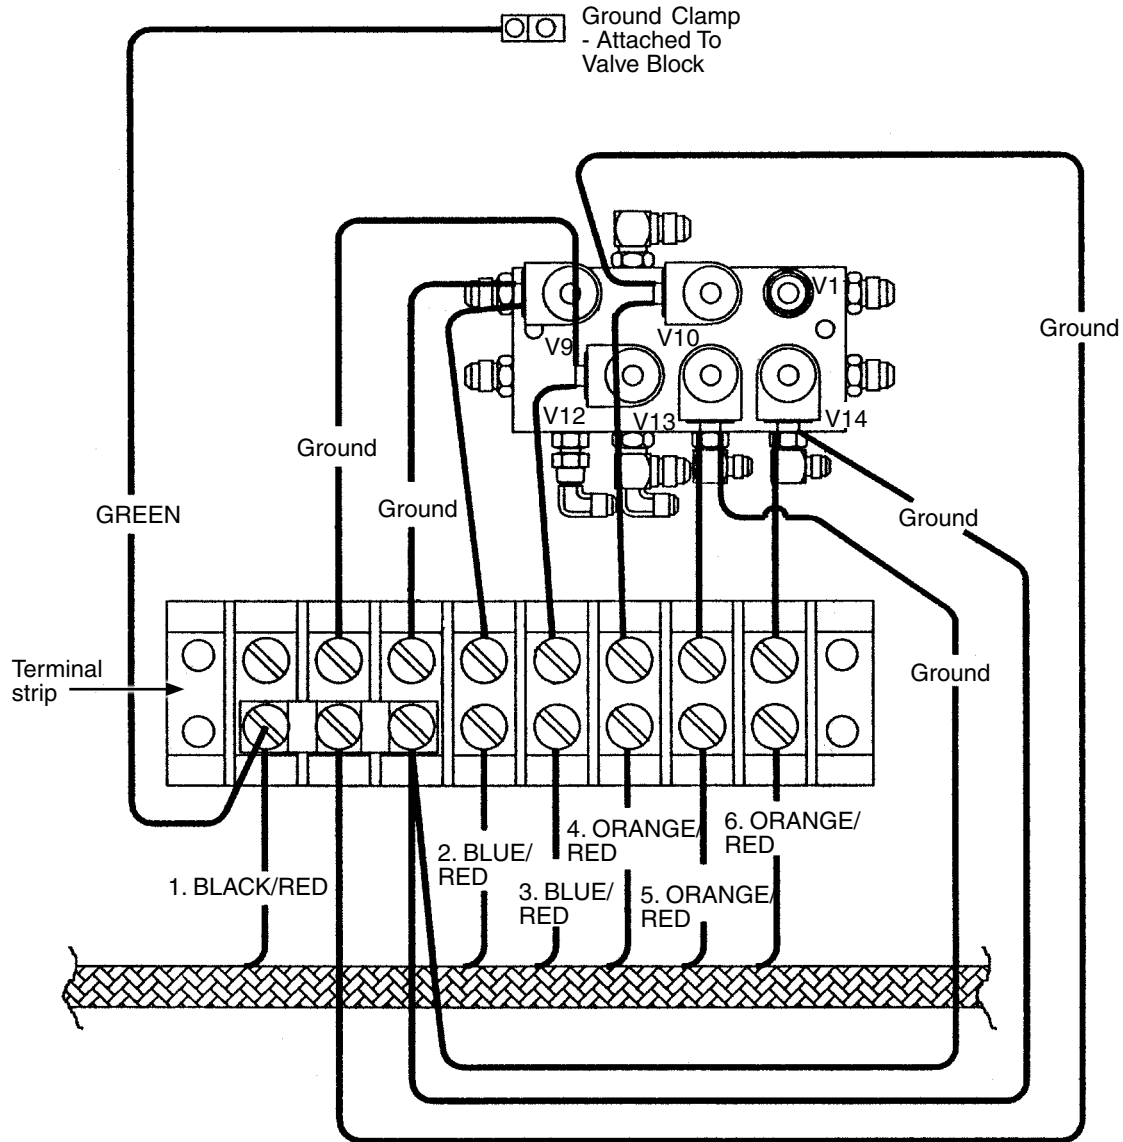 Ground Clamp
- Attached To
Valve Block
V1
Ground
V9
V10
V12
V13
V14
Ground
Ground
GREEN
Ground
Terminal
strip
Ground
1. BLACK/RED
2. BLUE/
RED
3. BLUE/
RED
4. ORANGE/
RED
5. ORANGE/
RED
6. ORANGE/
RED